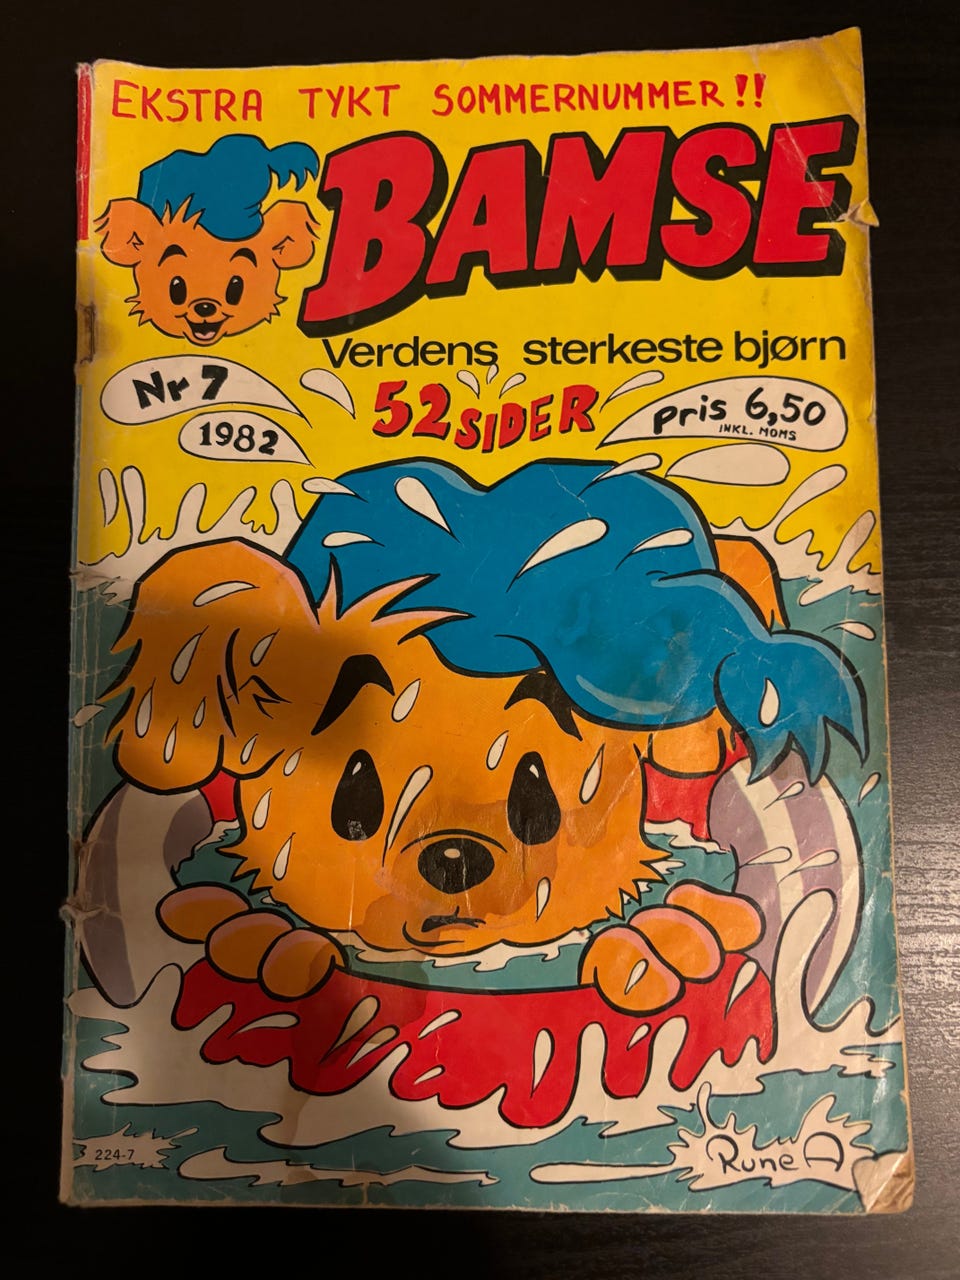 EKSTRA TYKT SOMMERNUMMER!!
BAMSE
Verdens sterkeste bjørn
52 SIDER
Nr 7
1982
Pris 6,50
INKL. MOMS
224-7
Rune A